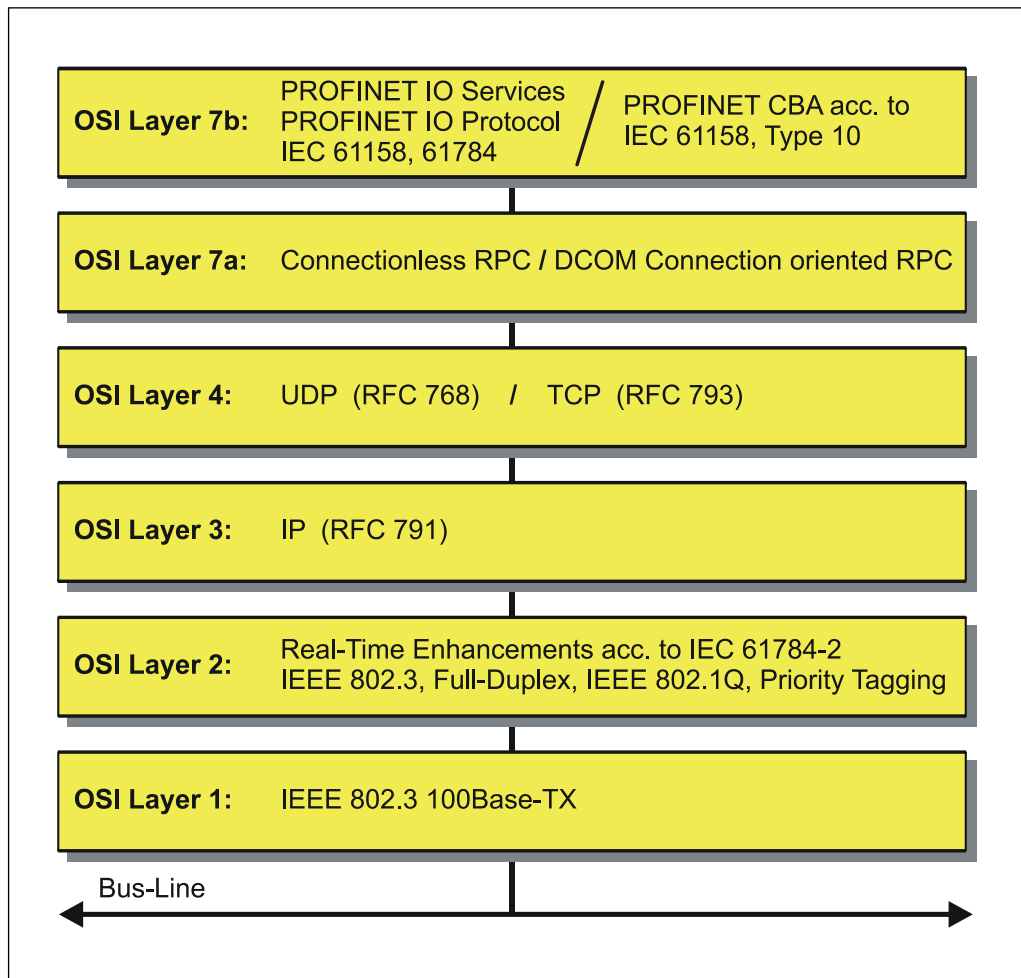 OSI Layer 7b:
PROFINET IO Services
PROFINET IO Protocol
IEC 61158, 61784
/
PROFINET CBA acc. to
IEC 61158, Type 10
OSI Layer 7a: Connectionless RPC / DCOM Connection oriented RPC
OSI Layer 4: UDP (RFC 768) / TCP (RFC 793)
OSI Layer 3: IP (RFC 791)
OSI Layer 2:
Real-Time Enhancements acc. to IEC 61784-2
IEEE 802.3, Full-Duplex, IEEE 802.1Q, Priority Tagging
OSI Layer 1: IEEE 802.3 100Base-TX
Bus-Line